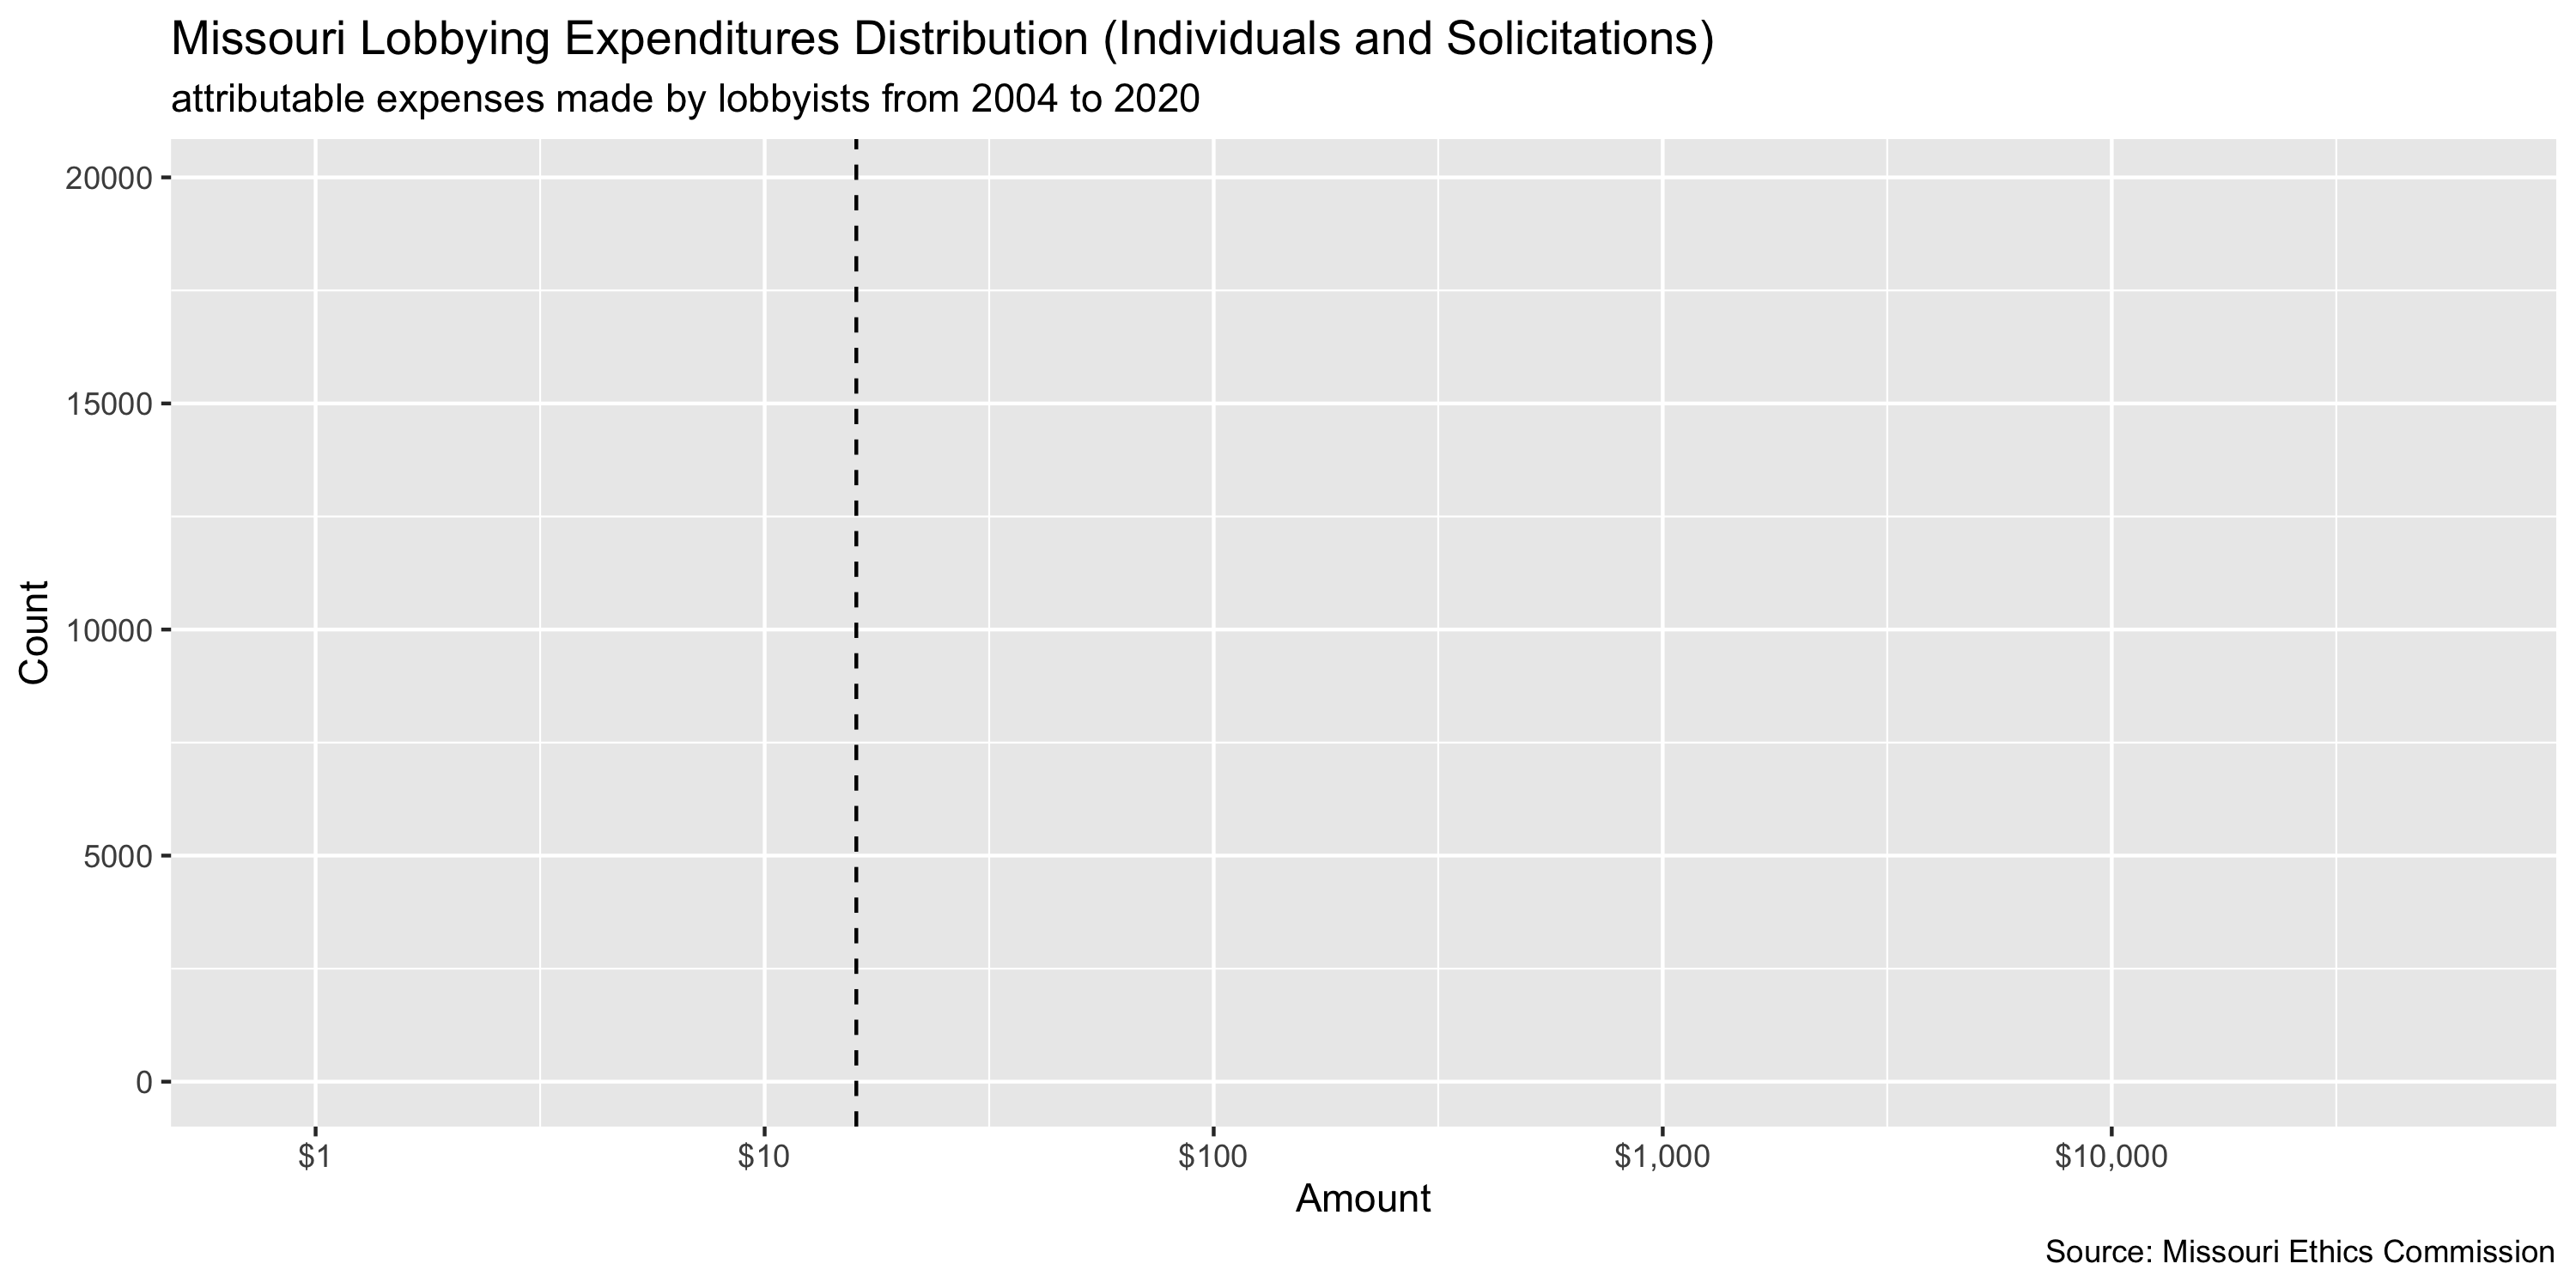 Missouri Lobbying Expenditures Distribution (Individuals and Solicitations)
attributable expenses made by lobbyists from 2004 to 2020
20000
15000
10000
5000
0
Count
$1
$10
$100
$1,000
$10,000
Amount
Source: Missouri Ethics Commission